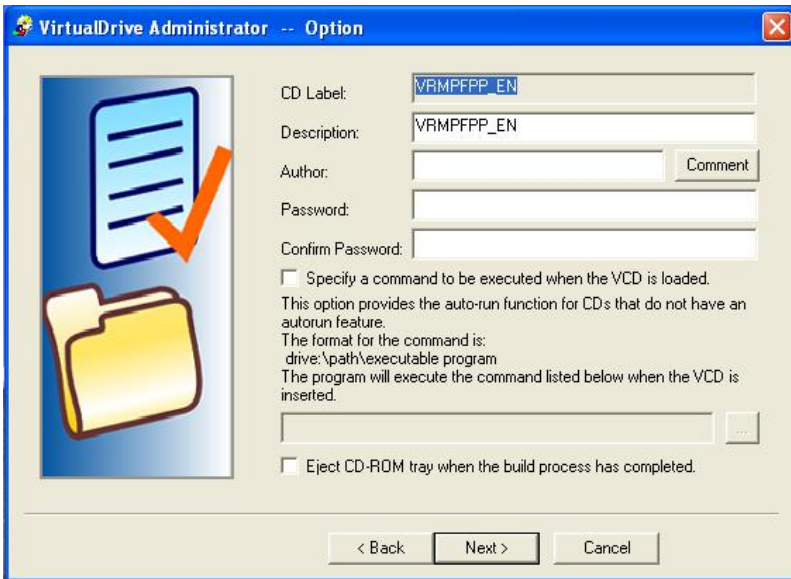 VirtualDrive Administrator -- Option
CD Label: VRMPFPP_EN
Description: VRMPFPP_EN
Author: Comment
Password:
Confirm Password:
Specify a command to be executed when the VCD is loaded.
This option provides the auto-run function for CDs that do not have an
autorun feature.
The format for the command is:
drive:\path\executable program
The program will execute the command listed below when the VCD is
inserted.
...
Eject CD-ROM tray when the build process has completed.
< Back Next > Cancel